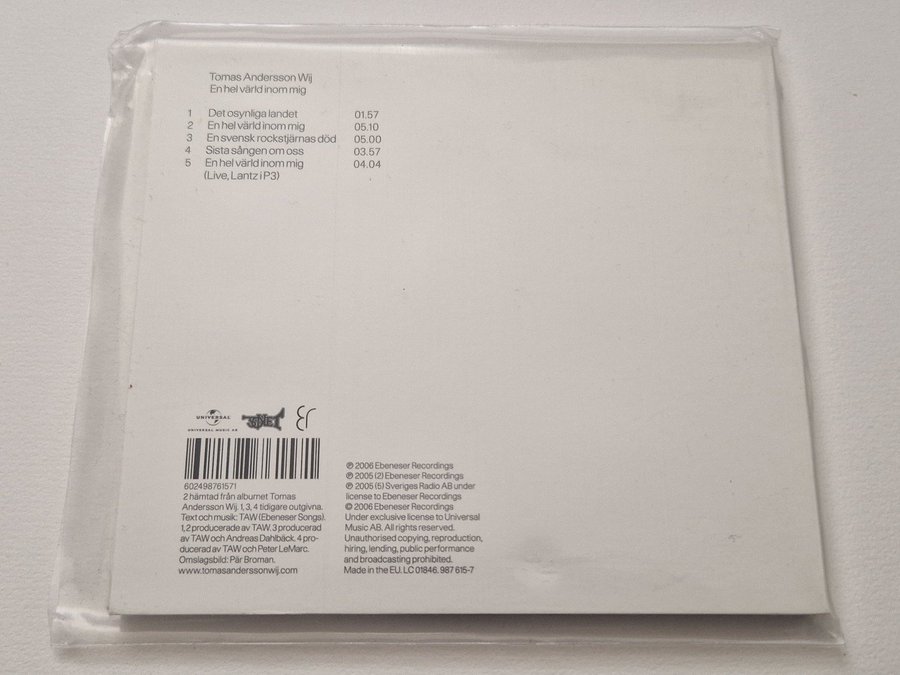 Tomas Andersson Wij
En hel värld inom mig
1 Det osynliga landet 01.57
2 En hel värld inom mig 05.10
3 En svensk rockstjärnas död 05.00
4 Sista sången om oss 03.57
5 En hel värld inom mig 04.04
(Live, Lantz i P3)
UNIVERSAL
UNIVERSAL MUSIC AB
602498761571
2 hämtad från albumet Tomas
Andersson Wij. 1, 3, 4 tidigare outgivna.
Text och musik: TAW (Ebeneser Songs).
1, 2 producerade av TAW. 3 producerad
av TAW och Andreas Dahlbäck. 4 pro-
ducerad av TAW och Peter LeMarc.
Omslagsbild: Pär Broman.
www.tomasanderssonwij.com
℗ 2006 Ebeneser Recordings
℗ 2005 (2) Ebeneser Recordings
℗ 2005 (5) Sveriges Radio AB under
license to Ebeneser Recordings
© 2006 Ebeneser Recordings
Under exclusive license to Universal
Music AB. All rights reserved.
Unauthorised copying, reproduction,
hiring, lending, public performance
and broadcasting prohibited.
Made in the EU. LC 01846. 987 615-7